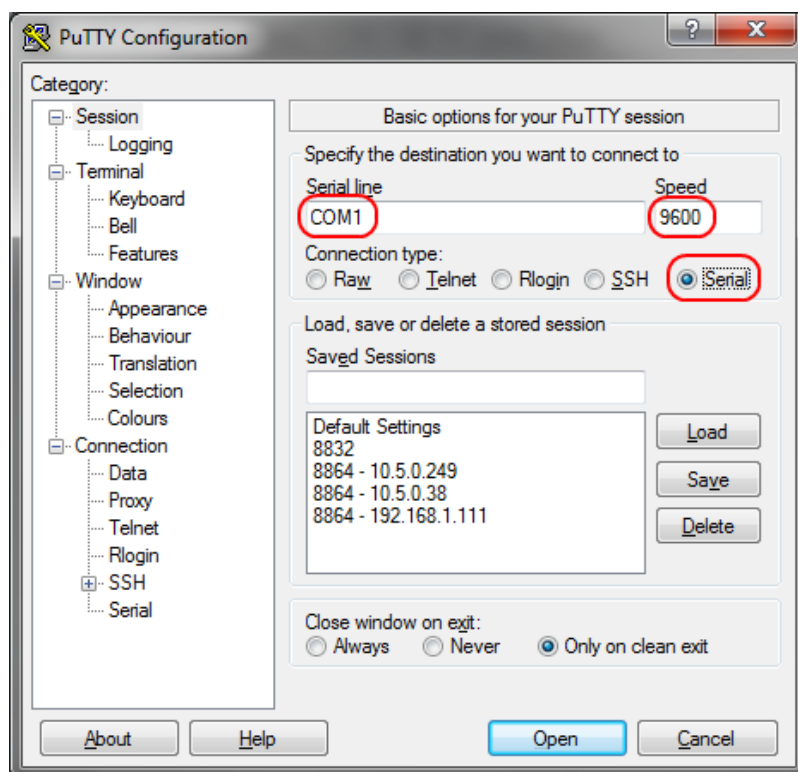 PuTTY Configuration
?
X
Category:
Session
Logging
Terminal
Keyboard
Bell
Features
Window
Appearance
Behaviour
Translation
Selection
Colours
Connection
Data
Proxy
Telnet
Rlogin
SSH
Serial
Basic options for your PuTTY session
Specify the destination you want to connect to
Serial line Speed
COM1 9600
Connection type:
Raw Telnet Rlogin SSH Serial
Load, save or delete a stored session
Saved Sessions
Default Settings
8832
8864 - 10.5.0.249
8864 - 10.5.0.38
8864 - 192.168.1.111
Load
Save
Delete
Close window on exit:
Always Never Only on clean exit
About Help Open Cancel